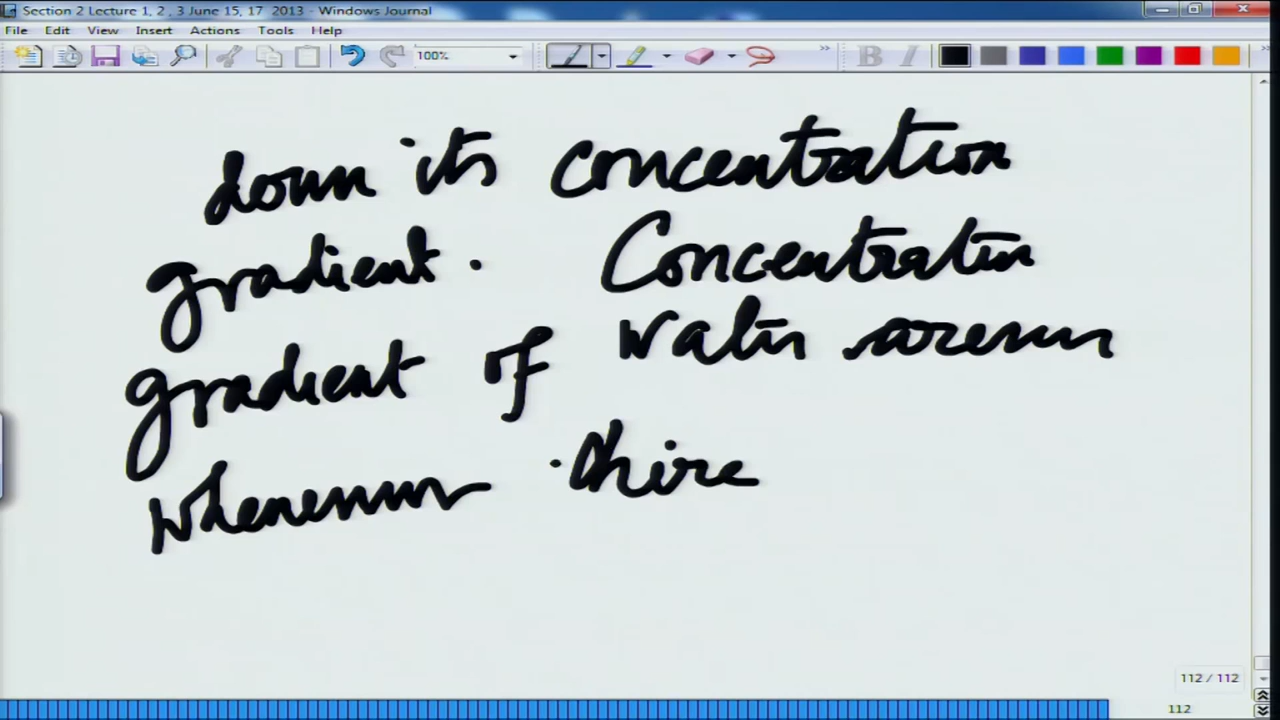 Section 2 Lecture 1, 2 , 3 June 15, 17 2013 - Windows Journal
File Edit View Insert Actions Tools Help
100%
B I
down its concentration
gradient. Concentration
gradient of water
whenever there
112 / 112
112